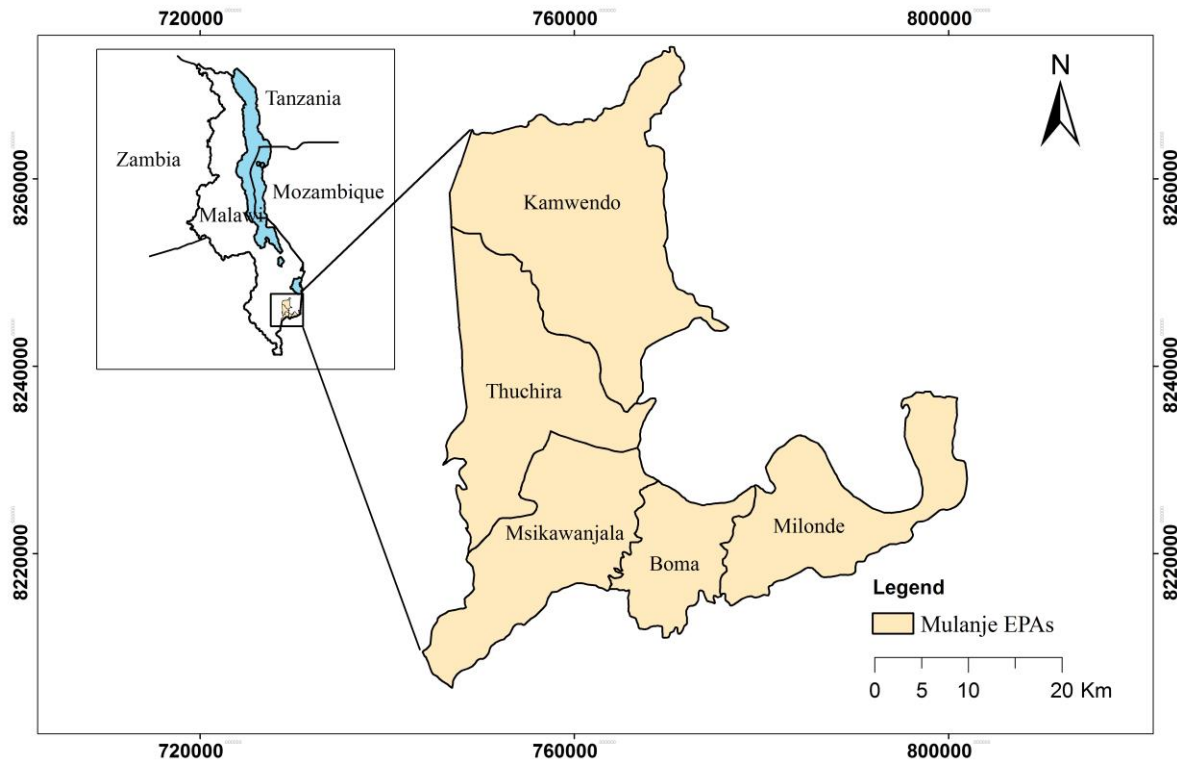 720000 760000 800000
Tanzania
Zambia
Mozambique
Malawi
N
8260000 8260000
Kamwendo
8240000 8240000
Thuchira
Msikawanjala
Milonde
Boma
8220000 8220000
Legend
Mulanje EPAs
0 5 10 20 Km
720000 760000 800000